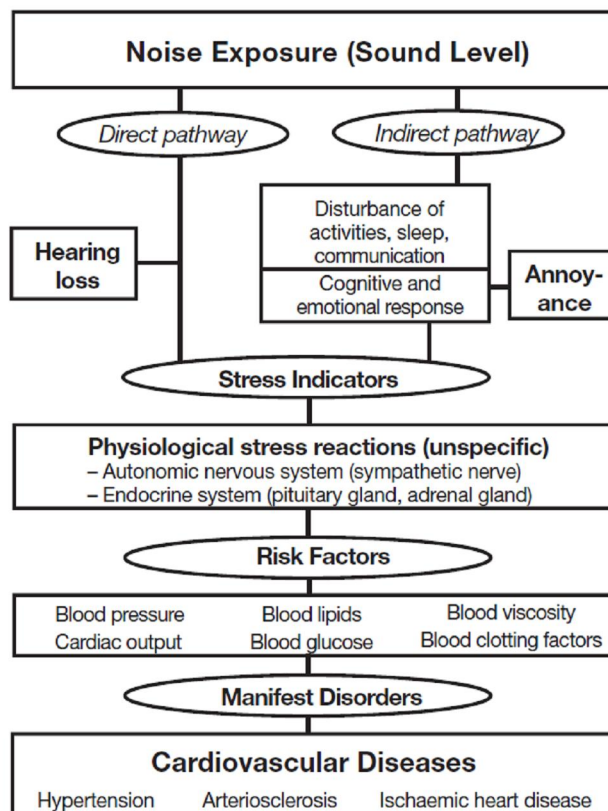 Noise Exposure (Sound Level)
Direct pathway
Indirect pathway
Hearing
loss
Disturbance of
activities, sleep,
communication
Cognitive and
emotional response
Annoy-
ance
Stress Indicators
Physiological stress reactions (unspecific)
– Autonomic nervous system (sympathetic nerve)
– Endocrine system (pituitary gland, adrenal gland)
Risk Factors
Blood pressure Blood lipids Blood viscosity
Cardiac output Blood glucose Blood clotting factors
Manifest Disorders
Cardiovascular Diseases
Hypertension Arteriosclerosis Ischaemic heart disease